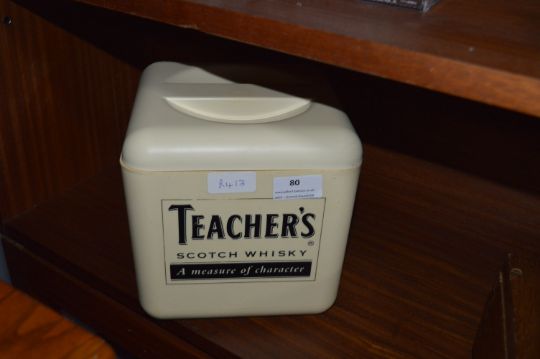 R417
80
TEACHER'S
®
SCOTCH WHISKY
A measure of character